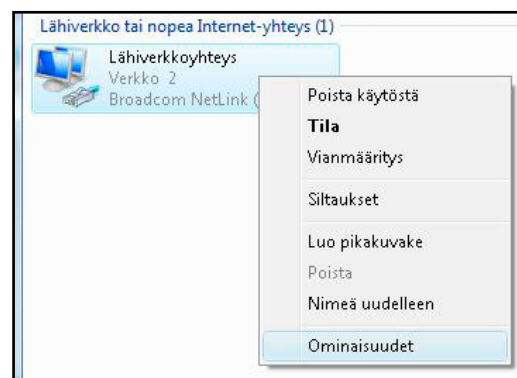 Lähiverkko tai nopea Internet-yhteys (1)
Lähiverkkoyhteys
Verkko 2
Broadcom NetLink (
Poista käytöstä
Tila
Vianmääritys
Siltaukset
Luo pikakuvake
Poista
Nimeä uudelleen
Ominaisuudet